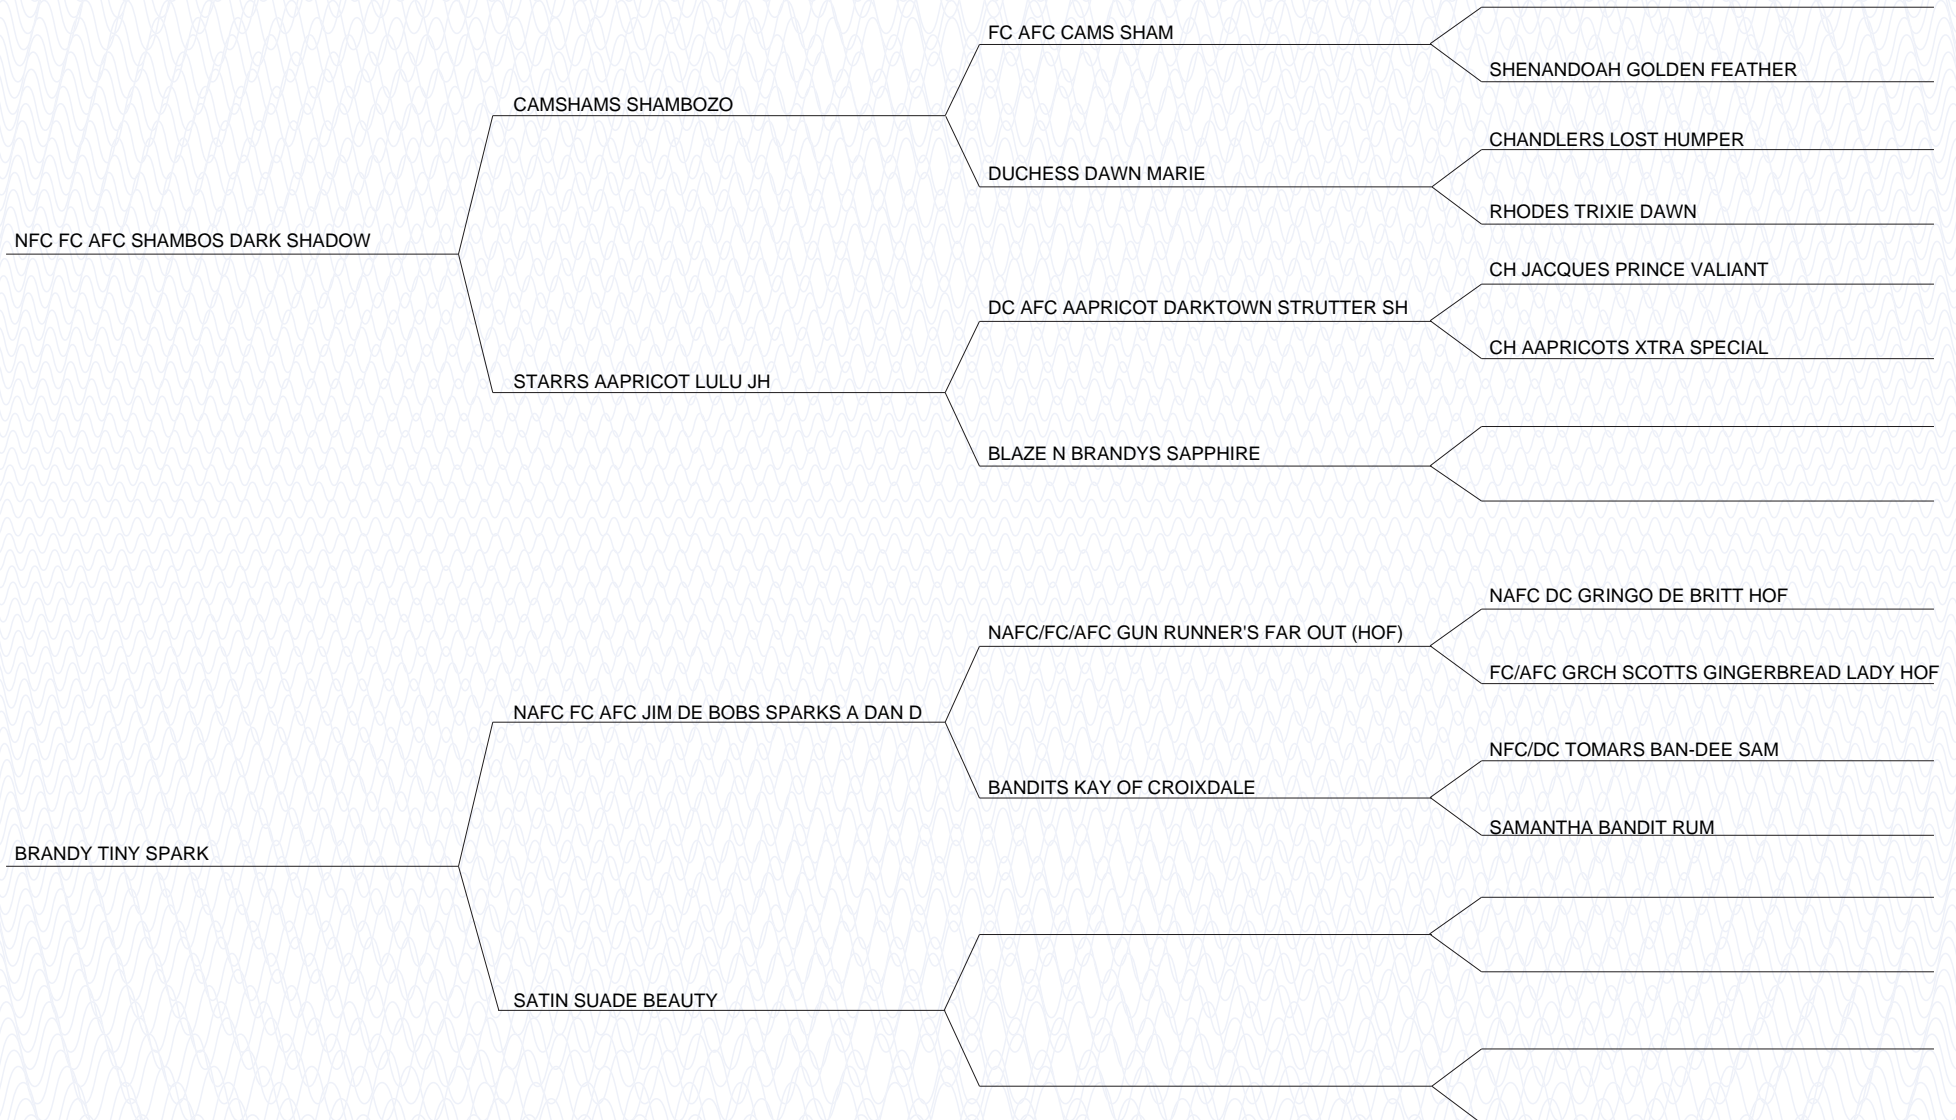 FC AFC CAMS SHAM
SHENANDOAH GOLDEN FEATHER
CAMSHAMS SHAMBOZO
CHANDLERS LOST HUMPER
DUCHESS DAWN MARIE
RHODES TRIXIE DAWN
NFC FC AFC SHAMBOS DARK SHADOW
CH JACQUES PRINCE VALIANT
DC AFC AAPRICOT DARKTOWN STRUTTER SH
CH AAPRICOTS XTRA SPECIAL
STARRS AAPRICOT LULU JH
BLAZE N BRANDYS SAPPHIRE
NAFC DC GRINGO DE BRITT HOF
NAFC/FC/AFC GUN RUNNER'S FAR OUT (HOF)
FC/AFC GRCH SCOTTS GINGERBREAD LADY HOF
NAFC FC AFC JIM DE BOBS SPARKS A DAN D
NFC/DC TOMARS BAN-DEE SAM
BANDITS KAY OF CROIXDALE
SAMANTHA BANDIT RUM
BRANDY TINY SPARK
SATIN SUADE BEAUTY